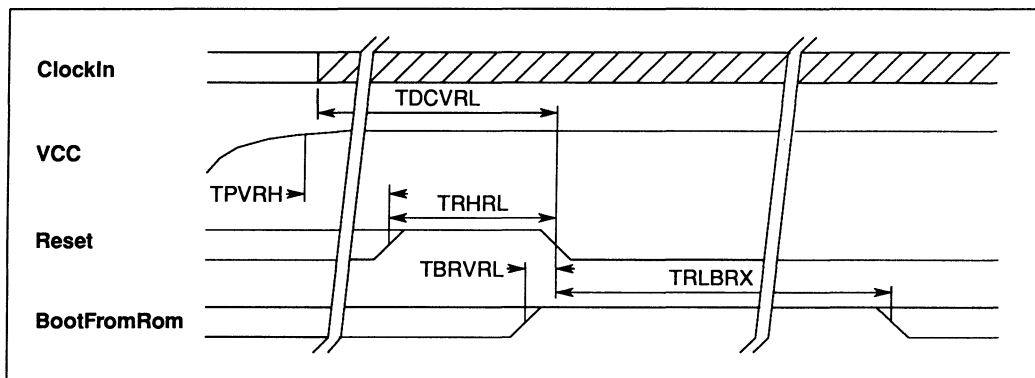 ClockIn
TDCVRL
VCC
TPVRH
TRHRL
Reset
TBRVRL
TRLBRX
BootFromRom